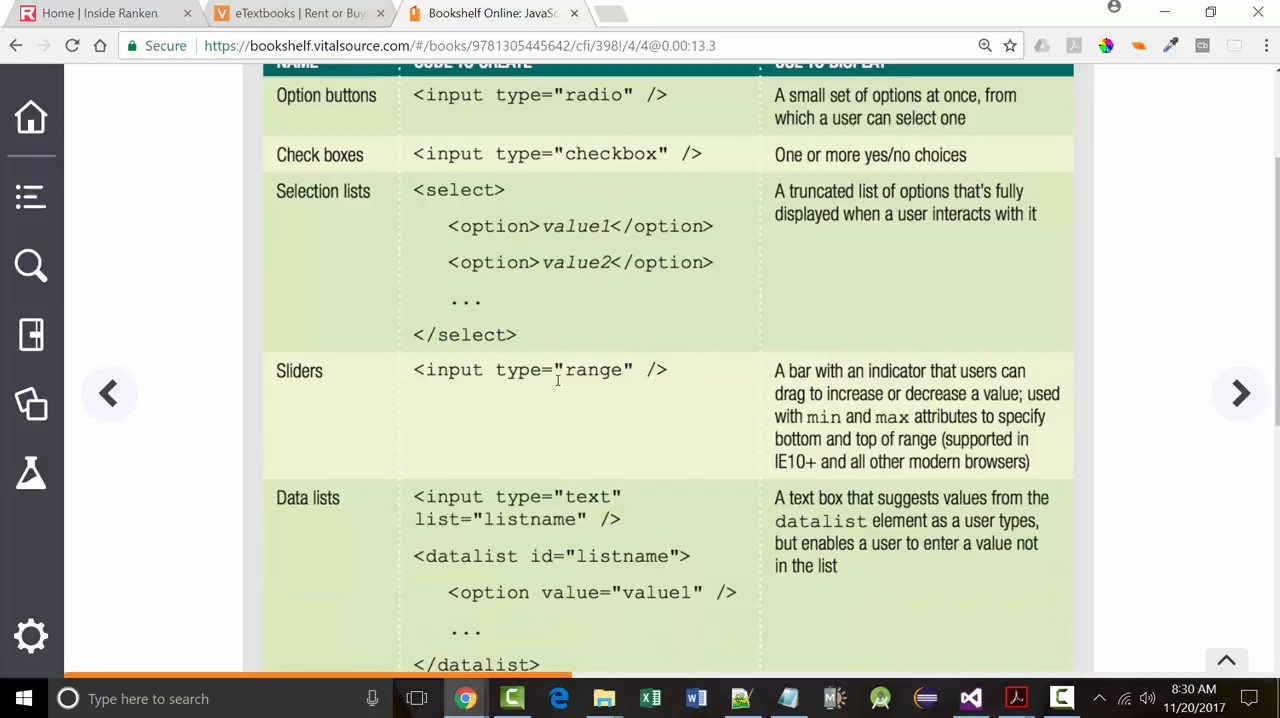 Home | Inside Ranken
eTextbooks | Rent or Buy
Bookshelf Online: JavaSc
Secure
https://bookshelf.vitalsource.com/#/books/9781305445642/cfi/398!/4/4@0.00:13.3
NAME CODE TO CREATE USE TO DISPLAY
Option buttons <input type="radio" /> A small set of options at once, from
which a user can select one
Check boxes <input type="checkbox" /> One or more yes/no choices
Selection lists <select> A truncated list of options that's fully
displayed when a user interacts with it
<option>value1</option>
<option>value2</option>
...
</select>
Sliders <input type="range" /> A bar with an indicator that users can
drag to increase or decrease a value; used
with min and max attributes to specify
bottom and top of range (supported in
IE10+ and all other modern browsers)
Data lists <input type="text" A text box that suggests values from the
list="listname" /> datalist element as a user types,
<datalist id="listname"> but enables a user to enter a value not
in the list
<option value="value1" />
...
</datalist>
Type here to search
8:30 AM
11/20/2017